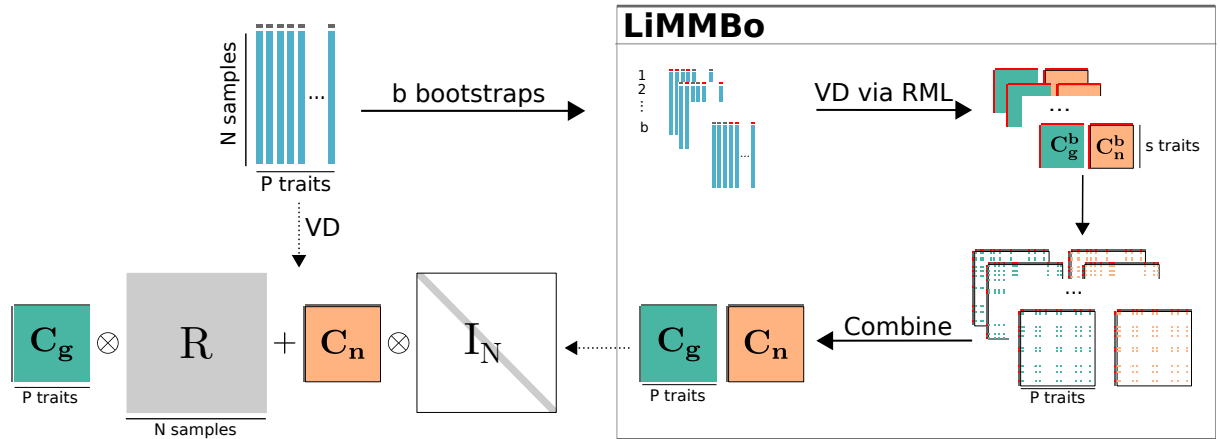 LiMMBo
N samples
...
P traits
b bootstraps
VD
1
2
⋮
b
...
VD via RML
...
C_g^b
C_n^b
s traits
...
P traits
Combine
C_g
C_n
P traits
C_g ⊗ R + C_n ⊗ I_N
P traits
N samples